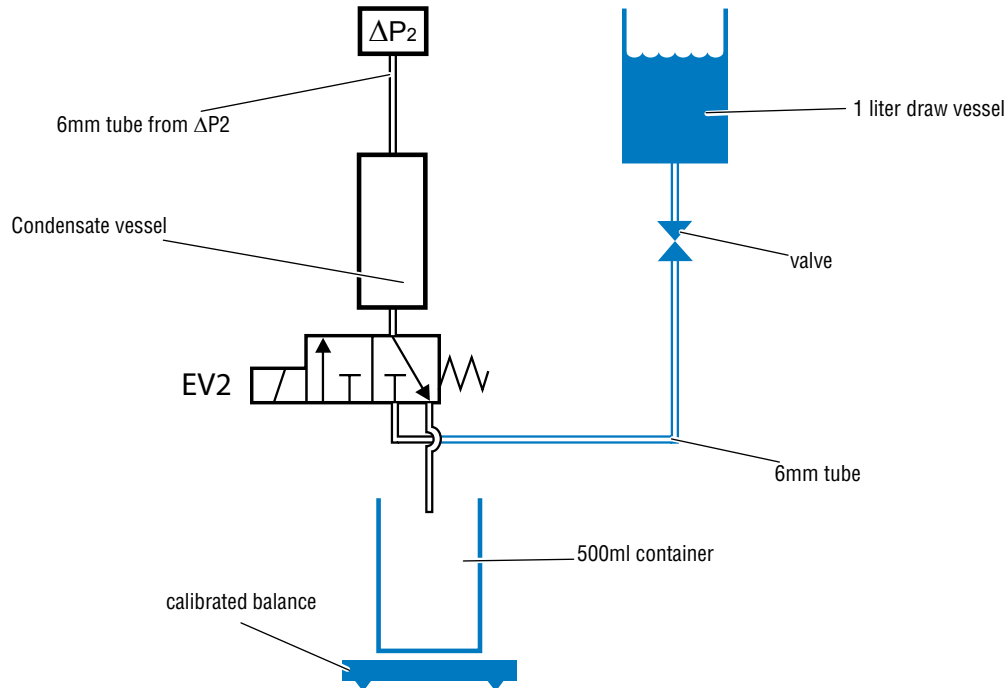 ΔP2
6mm tube from ΔP2
1 liter draw vessel
Condensate vessel
valve
EV2
6mm tube
500ml container
calibrated balance